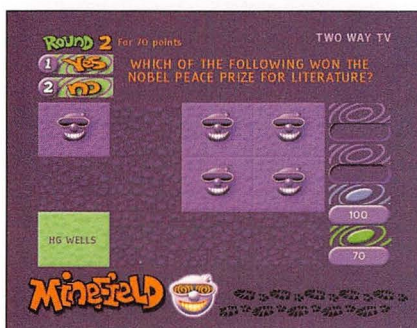 ROUND 2 For 70 points
TWO WAY TV
1 YES
2 NO
WHICH OF THE FOLLOWING WON THE
NOBEL PEACE PRIZE FOR LITERATURE?
100
70
HG WELLS
MINEFIELD